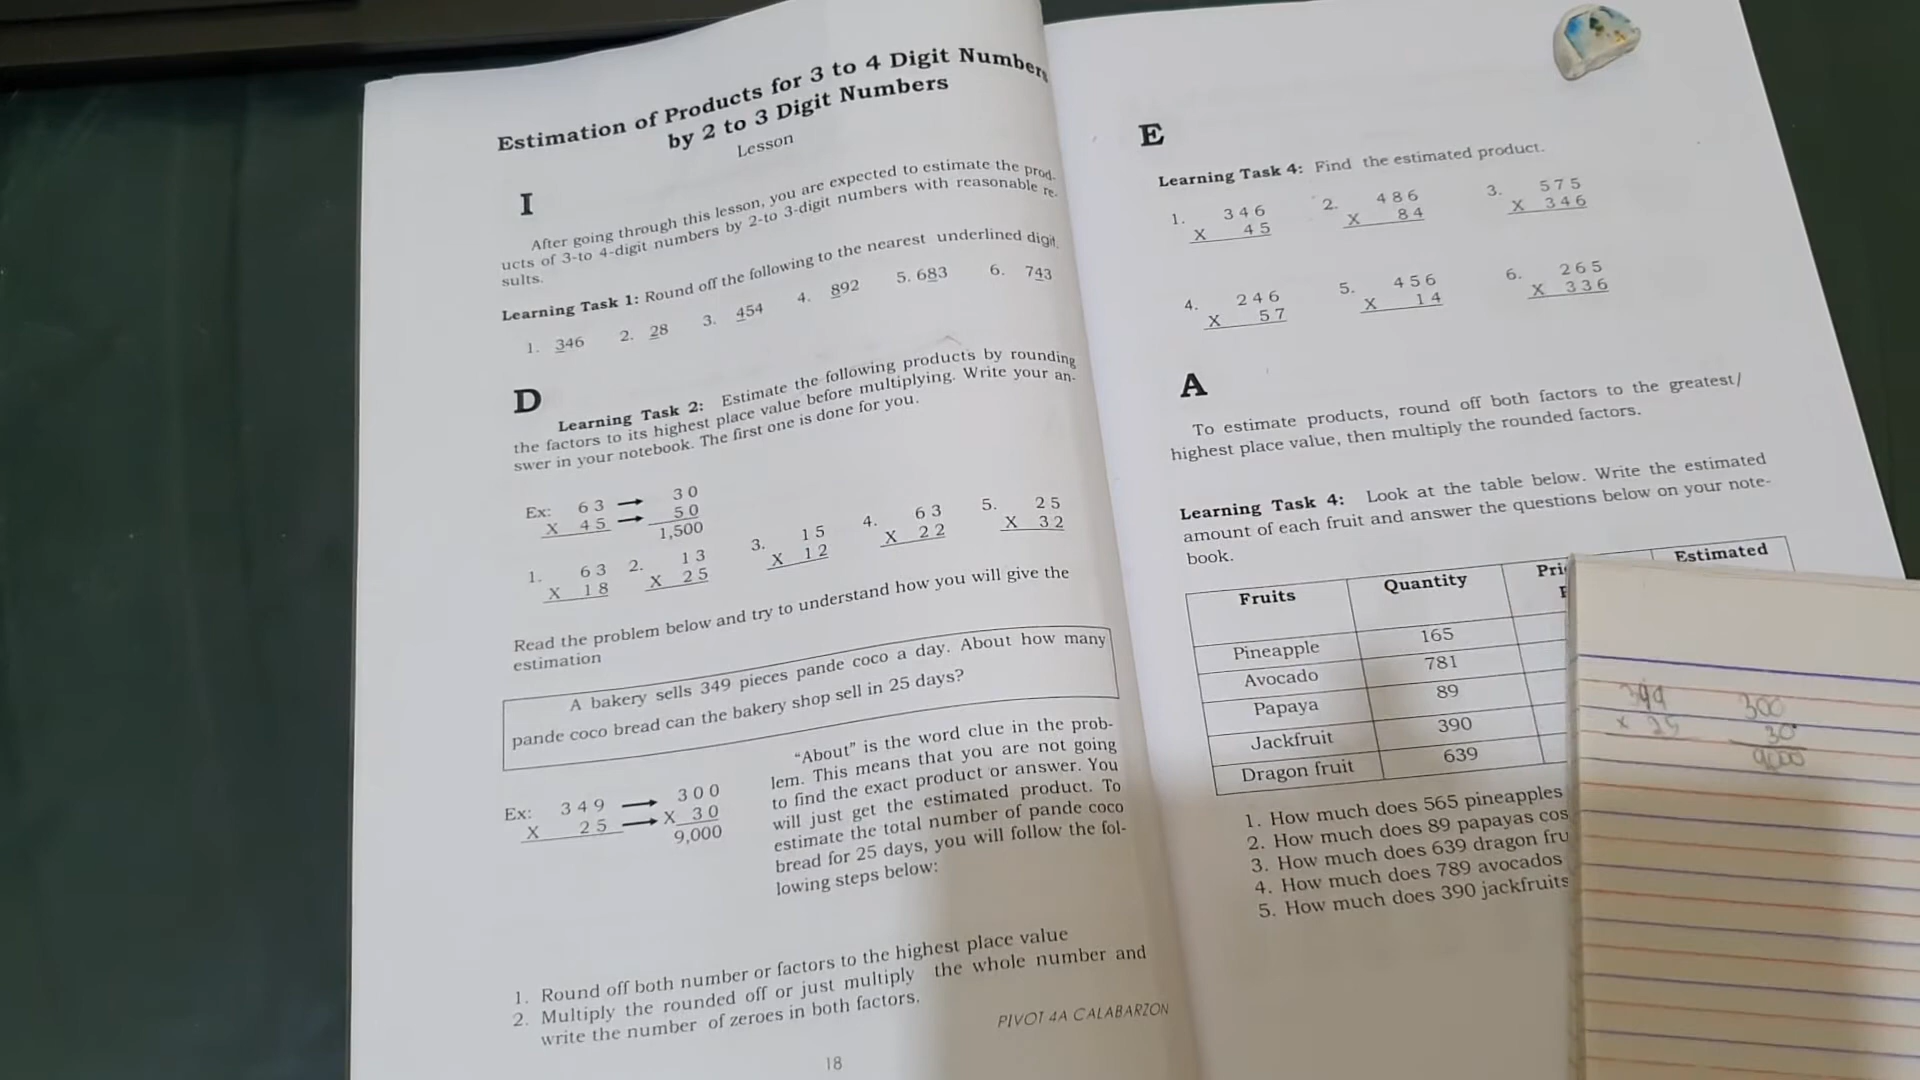 Estimation of Products for 3 to 4 Digit Numbers
by 2 to 3 Digit Numbers
Lesson
I
After going through this lesson, you are expected to estimate the prod-
ucts of 3-to 4-digit numbers by 2-to 3-digit numbers with reasonable re-
sults.
Learning Task 1: Round off the following to the nearest underlined digit.
1. 346 2. 28 3. 454 4. 892 5. 683 6. 743
D
Learning Task 2: Estimate the following products by rounding
the factors to its highest place value before multiplying. Write your an-
swer in your notebook. The first one is done for you.
Ex: 63 → 30
X 45 → 50
1,500
1. 63 2. 13 3. 15 4. 63 5. 25
X 18 X 25 X 12 X 22 X 32
Read the problem below and try to understand how you will give the
estimation
A bakery sells 349 pieces pande coco a day. About how many
pande coco bread can the bakery shop sell in 25 days?
Ex: 349 → 300
X 25 → X 30
9,000
"About" is the word clue in the prob-
lem. This means that you are not going
to find the exact product or answer. You
will just get the estimated product. To
estimate the total number of pande coco
bread for 25 days, you will follow the fol-
lowing steps below:
1. Round off both number or factors to the highest place value
2. Multiply the rounded off or just multiply the whole number and
write the number of zeroes in both factors.
PIVOT 4A CALABARZON
18
E
Learning Task 4: Find the estimated product.
1. 346 2. 486 3. 575
X 45 X 84 X 346
4. 246 5. 456 6. 265
X 57 X 14 X 336
A
To estimate products, round off both factors to the greatest/
highest place value, then multiply the rounded factors.
Learning Task 4: Look at the table below. Write the estimated
amount of each fruit and answer the questions below on your note-
book.
Fruits Quantity Estimated
Pineapple 165
Avocado 781
Papaya 89
Jackfruit 390
Dragon fruit 639
1. How much does 565 pineapples
2. How much does 89 papayas
3. How much does 639 dragon
4. How much does 789 avocados
5. How much does 390 jackfruits
300
x 25 30
9000